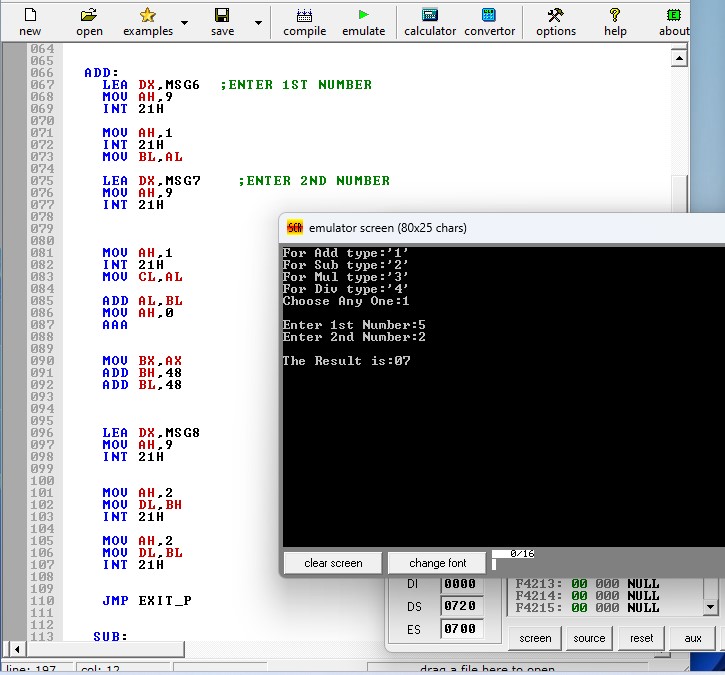 new open examples save compile emulate calculator convertor options help about
064
065
066 ADD:
067 LEA DX,MSG6 ;ENTER 1ST NUMBER
068 MOV AH,9
069 INT 21H
070
071 MOV AH,1
072 INT 21H
073 MOV BL,AL
074
075 LEA DX,MSG7 ;ENTER 2ND NUMBER
076 MOV AH,9
077 INT 21H
078
079
080
081 MOV AH,1
082 INT 21H
083 MOV CL,AL
084
085 ADD AL,BL
086 MOV AH,0
087 AAA
088
089
090 MOV BX,AX
091 ADD BH,48
092 ADD BL,48
093
094
095
096 LEA DX,MSG8
097 MOV AH,9
098 INT 21H
099
100
101 MOV AH,2
102 MOV DL,BH
103 INT 21H
104
105 MOV AH,2
106 MOV DL,BL
107 INT 21H
108
109
110 JMP EXIT_P
111
112
113 SUB:
SCR emulator screen (80x25 chars)
For Add type:'1'
For Sub type:'2'
For Mul type:'3'
For Div type:'4'
Choose Any One:1
Enter 1st Number:5
Enter 2nd Number:2
The Result is:07
clear screen change font 0/16
DI 0000
DS 0720
ES 0700
F4213: 00 000 NULL
F4214: 00 000 NULL
F4215: 00 000 NULL
screen source reset aux
line: 197 col: 12 drag a file here to open